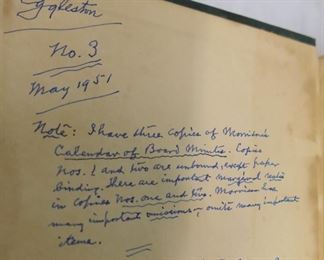 Eggleston
No. 3
May 1951
Note: I have three copies of Morrison's
Calendar of Board Minutes. Copies
Nos. 1 and two are unbound, except paper
binding. There are important marginal notes
in copies Nos. one and two. Morrison has
many important omissions — omits many important
items.